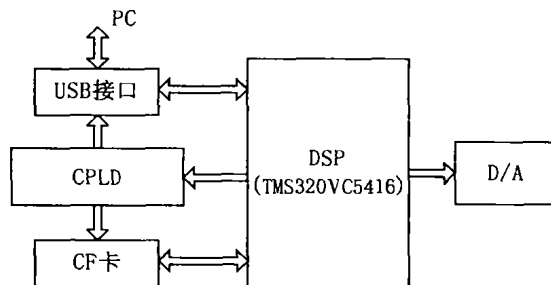 PC
USB接口
CPLD
CF卡
DSP
(TMS320VC5416)
D/A